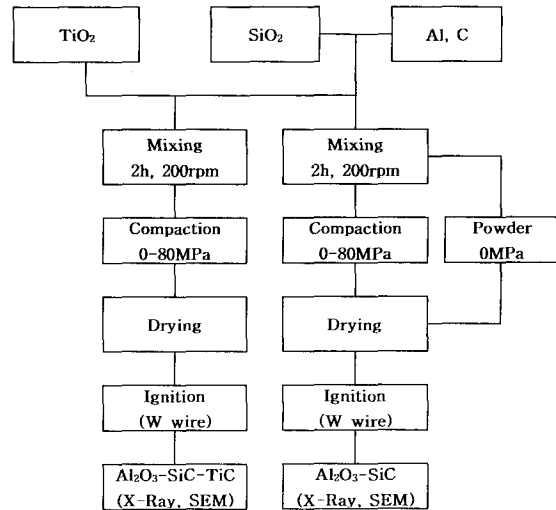 TiO₂
SiO₂
Al, C
Mixing
2h, 200rpm
Mixing
2h, 200rpm
Compaction
0-80MPa
Compaction
0-80MPa
Powder
0MPa
Drying
Drying
Ignition
(W wire)
Ignition
(W wire)
Al₂O₃-SiC-TiC
(X-Ray, SEM)
Al₂O₃-SiC
(X-Ray, SEM)